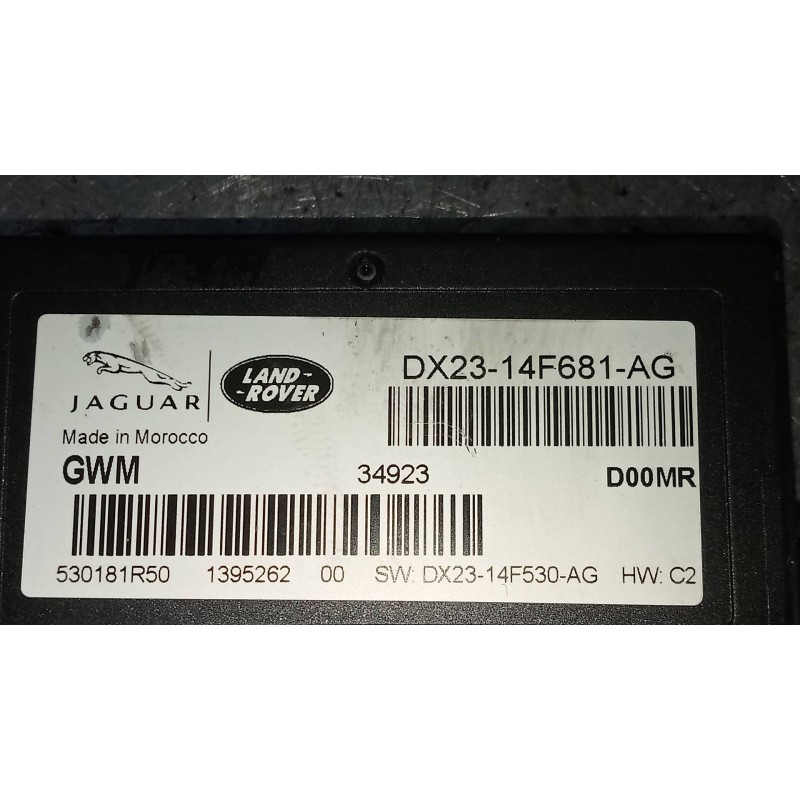 DX23-14F681-AG
JAGUAR
LAND-
-ROVER
Made in Morocco
GWM 34923 D00MR
530181R50 1395262 00 SW: DX23-14F530-AG HW: C2